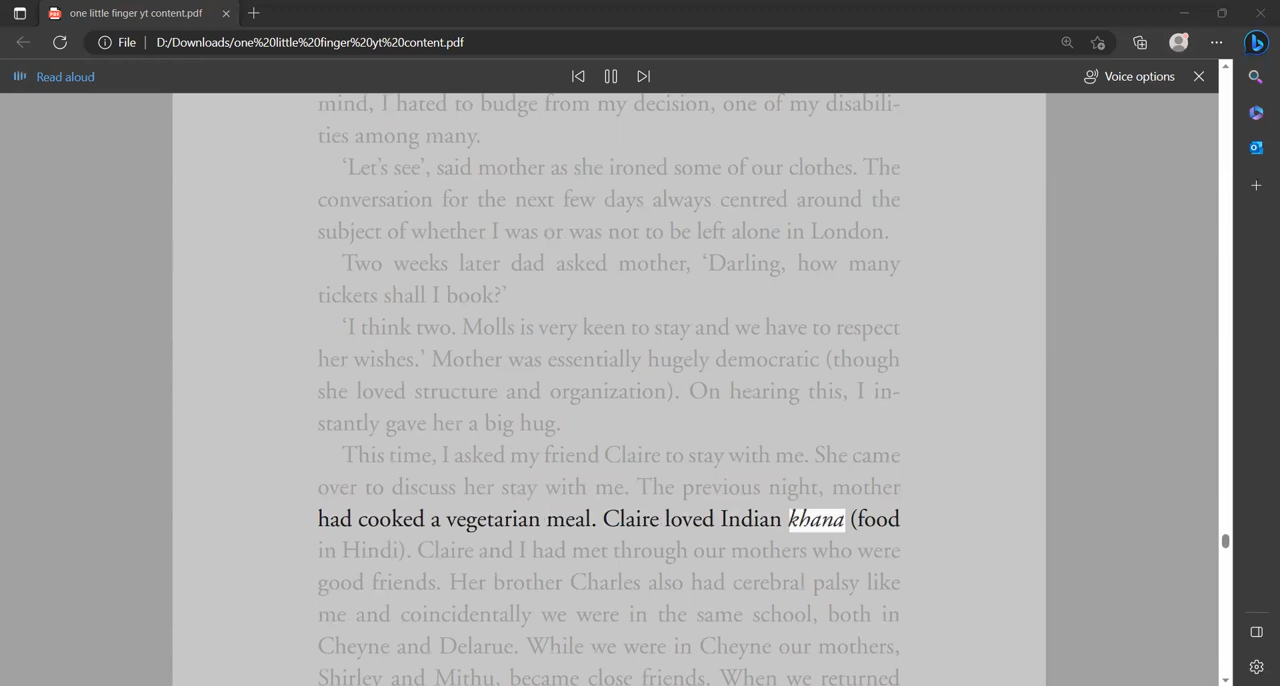 one little finger yt content.pdf
File D:/Downloads/one%20little%20finger%20yt%20content.pdf
Read aloud
Voice options
mind, I hated to budge from my decision, one of my disabili-
ties among many.
‘Let’s see’, said mother as she ironed some of our clothes. The
conversation for the next few days always centred around the
subject of whether I was or was not to be left alone in London.
Two weeks later dad asked mother, ‘Darling, how many
tickets shall I book?’
‘I think two. Molls is very keen to stay and we have to respect
her wishes.’ Mother was essentially hugely democratic (though
she loved structure and organization). On hearing this, I in-
stantly gave her a big hug.
This time, I asked my friend Claire to stay with me. She came
over to discuss her stay with me. The previous night, mother
had cooked a vegetarian meal. Claire loved Indian khana (food
in Hindi). Claire and I had met through our mothers who were
good friends. Her brother Charles also had cerebral palsy like
me and coincidentally we were in the same school, both in
Cheyne and Delarue. While we were in Cheyne our mothers,
Shirley and Mithu, became close friends. When we returned